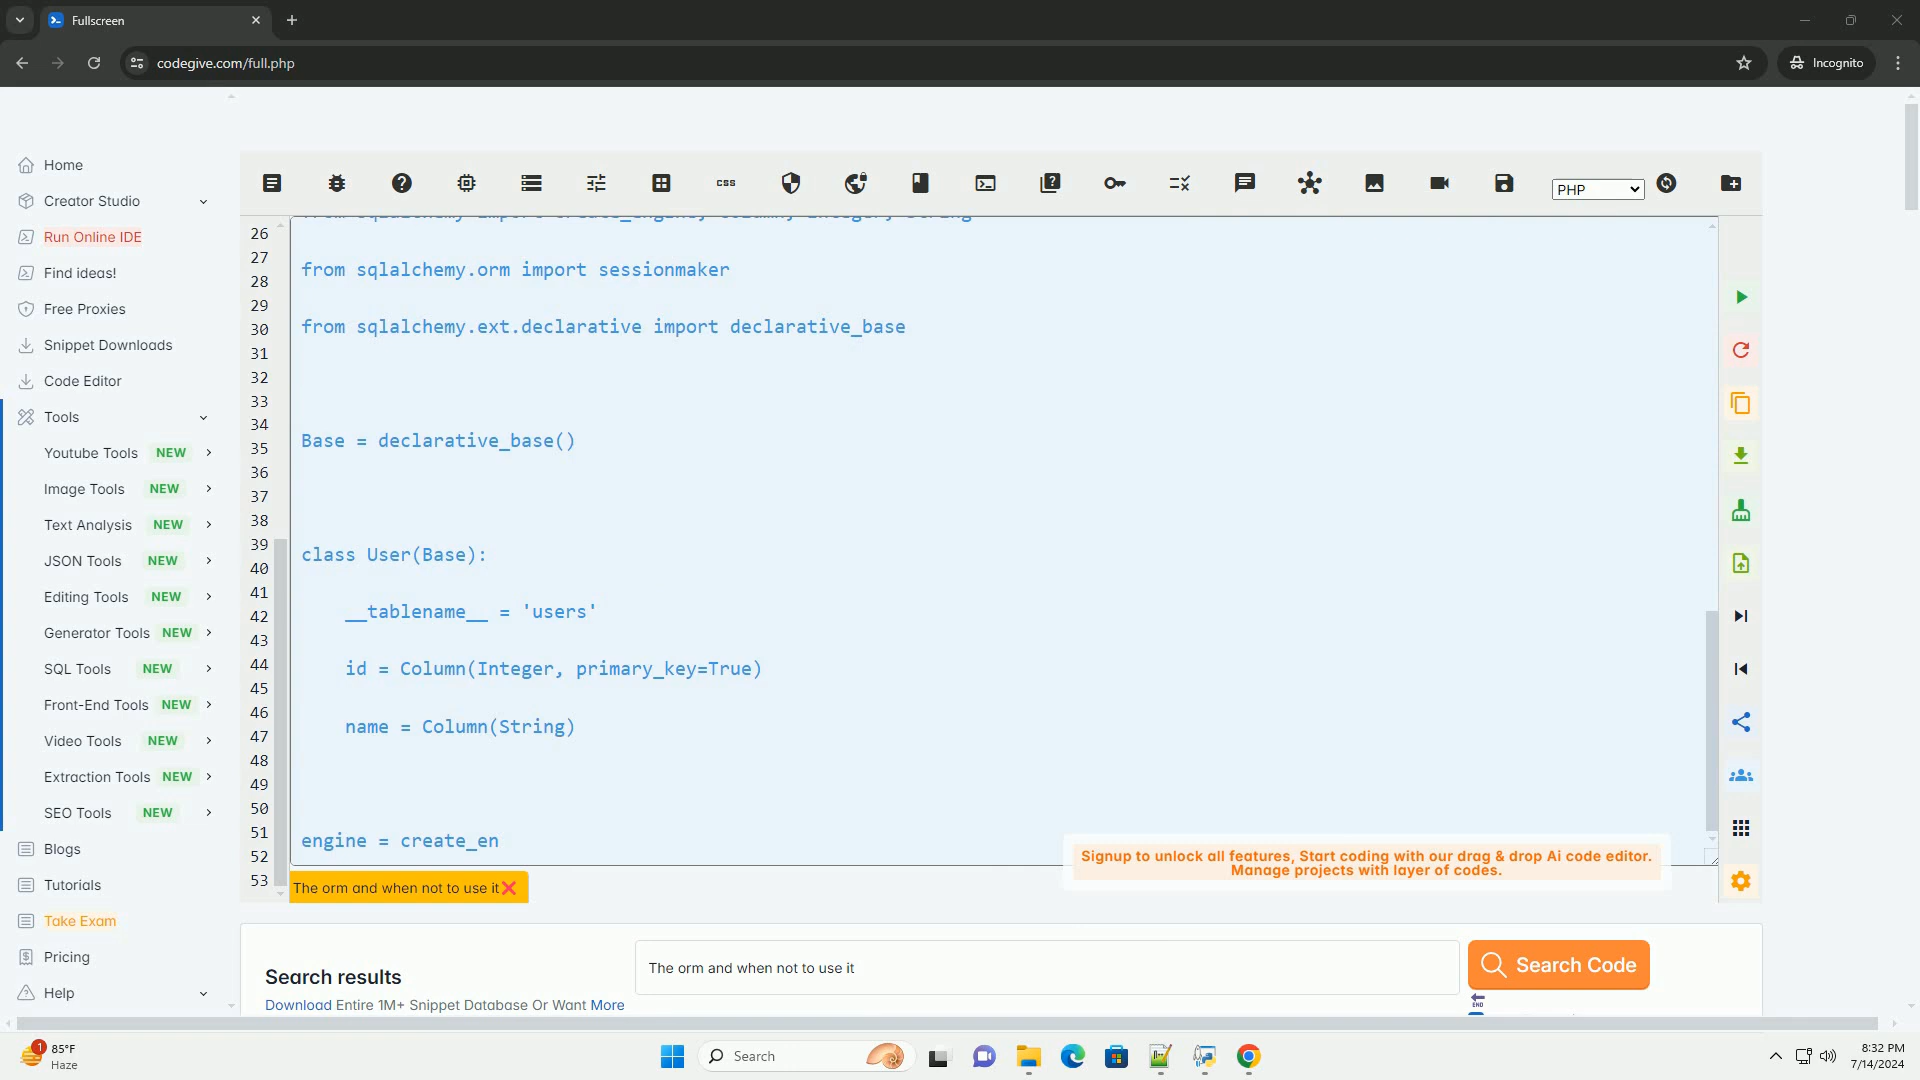 Fullscreen
codegive.com/full.php
Incognito
Home
Creator Studio
Run Online IDE
Find ideas!
Free Proxies
Snippet Downloads
Code Editor
Tools
Youtube Tools NEW
Image Tools NEW
Text Analysis NEW
JSON Tools NEW
Editing Tools NEW
Generator Tools NEW
SQL Tools NEW
Front-End Tools NEW
Video Tools NEW
Extraction Tools NEW
SEO Tools NEW
Blogs
Tutorials
Take Exam
Pricing
Help
css
PHP
26
27
28
29
30
31
32
33
34
35
36
37
38
39
40
41
42
43
44
45
46
47
48
49
50
51
52
53
from sqlalchemy import create_engine, Column, Integer, String
from sqlalchemy.orm import sessionmaker
from sqlalchemy.ext.declarative import declarative_base
Base = declarative_base()
class User(Base):
__tablename__ = 'users'
id = Column(Integer, primary_key=True)
name = Column(String)
engine = create_en
Signup to unlock all features, Start coding with our drag & drop Ai code editor.
Manage projects with layer of codes.
The orm and when not to use it
Search results
Download Entire 1M+ Snippet Database Or Want More
The orm and when not to use it
Search Code
END
1
85°F
Haze
Search
8:32 PM
7/14/2024